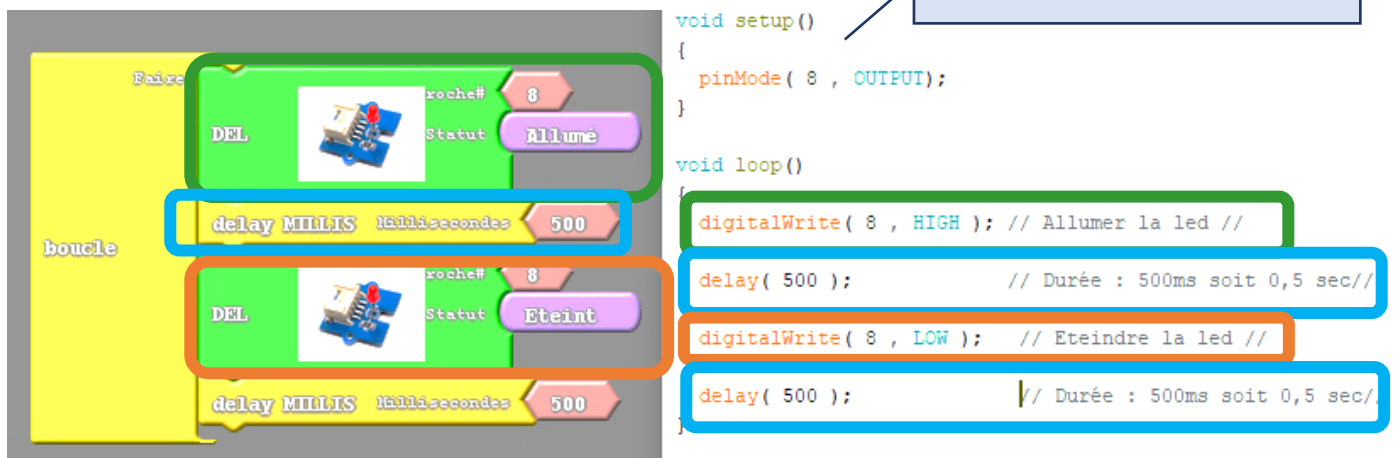 Faire
roche#
8
DEL
Statut
Allumé
delay MILLIS Millisecondes 500
boucle
roche#
8
DEL
Statut
Eteint
delay MILLIS Millisecondes 500
void setup()
{
pinMode( 8 , OUTPUT);
}
void loop()
{
digitalWrite( 8 , HIGH ); // Allumer la led //
delay( 500 ); // Durée : 500ms soit 0,5 sec//
digitalWrite( 8 , LOW ); // Eteindre la led //
delay( 500 ); // Durée : 500ms soit 0,5 sec/
}